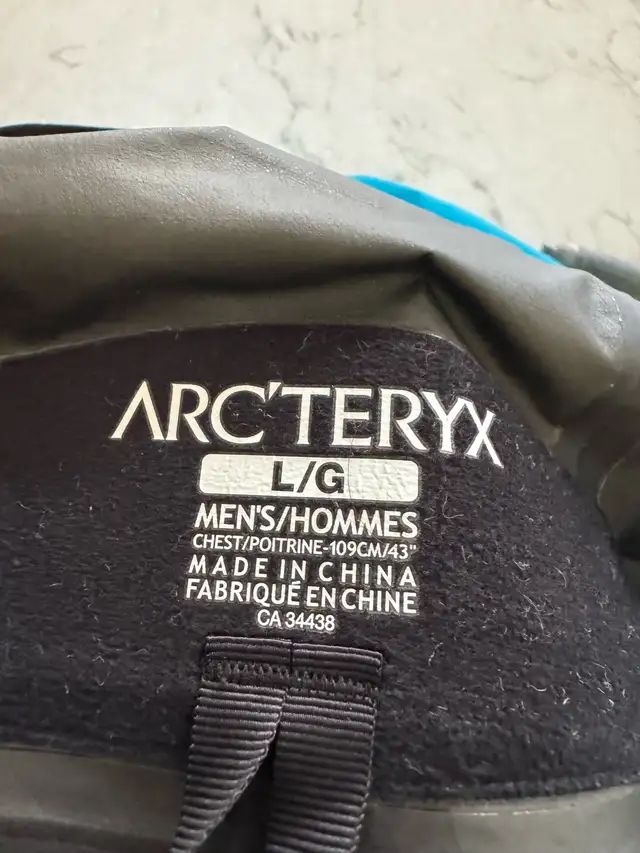 ARC'TERYX
L/G
MEN'S/HOMMES
CHEST/POITRINE-109CM/43"
MADE IN CHINA
FABRIQUÉ EN CHINE
CA 34438